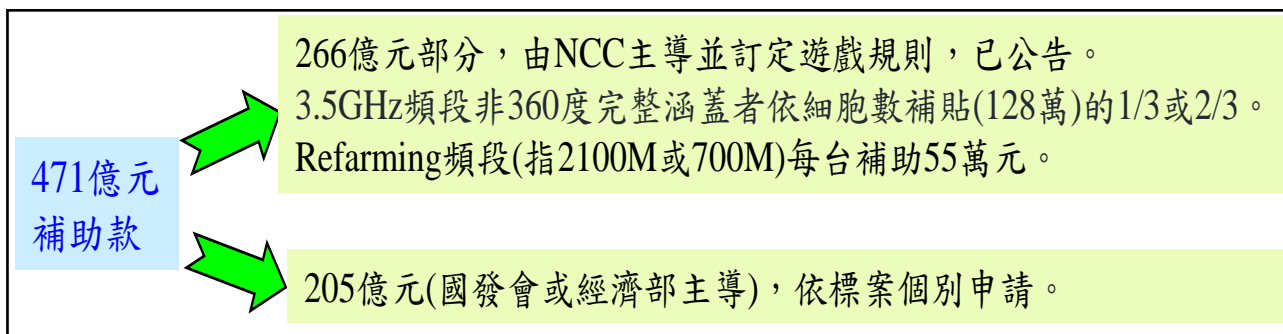 471億元
補助款
266億元部分，由NCC主導並訂定遊戲規則，已公告。
3.5GHz頻段非360度完整涵蓋者依細胞數補貼(128萬)的1/3或2/3。
Refarming頻段(指2100M或700M)每台補助55萬元。
205億元(國發會或經濟部主導)，依標案個別申請。